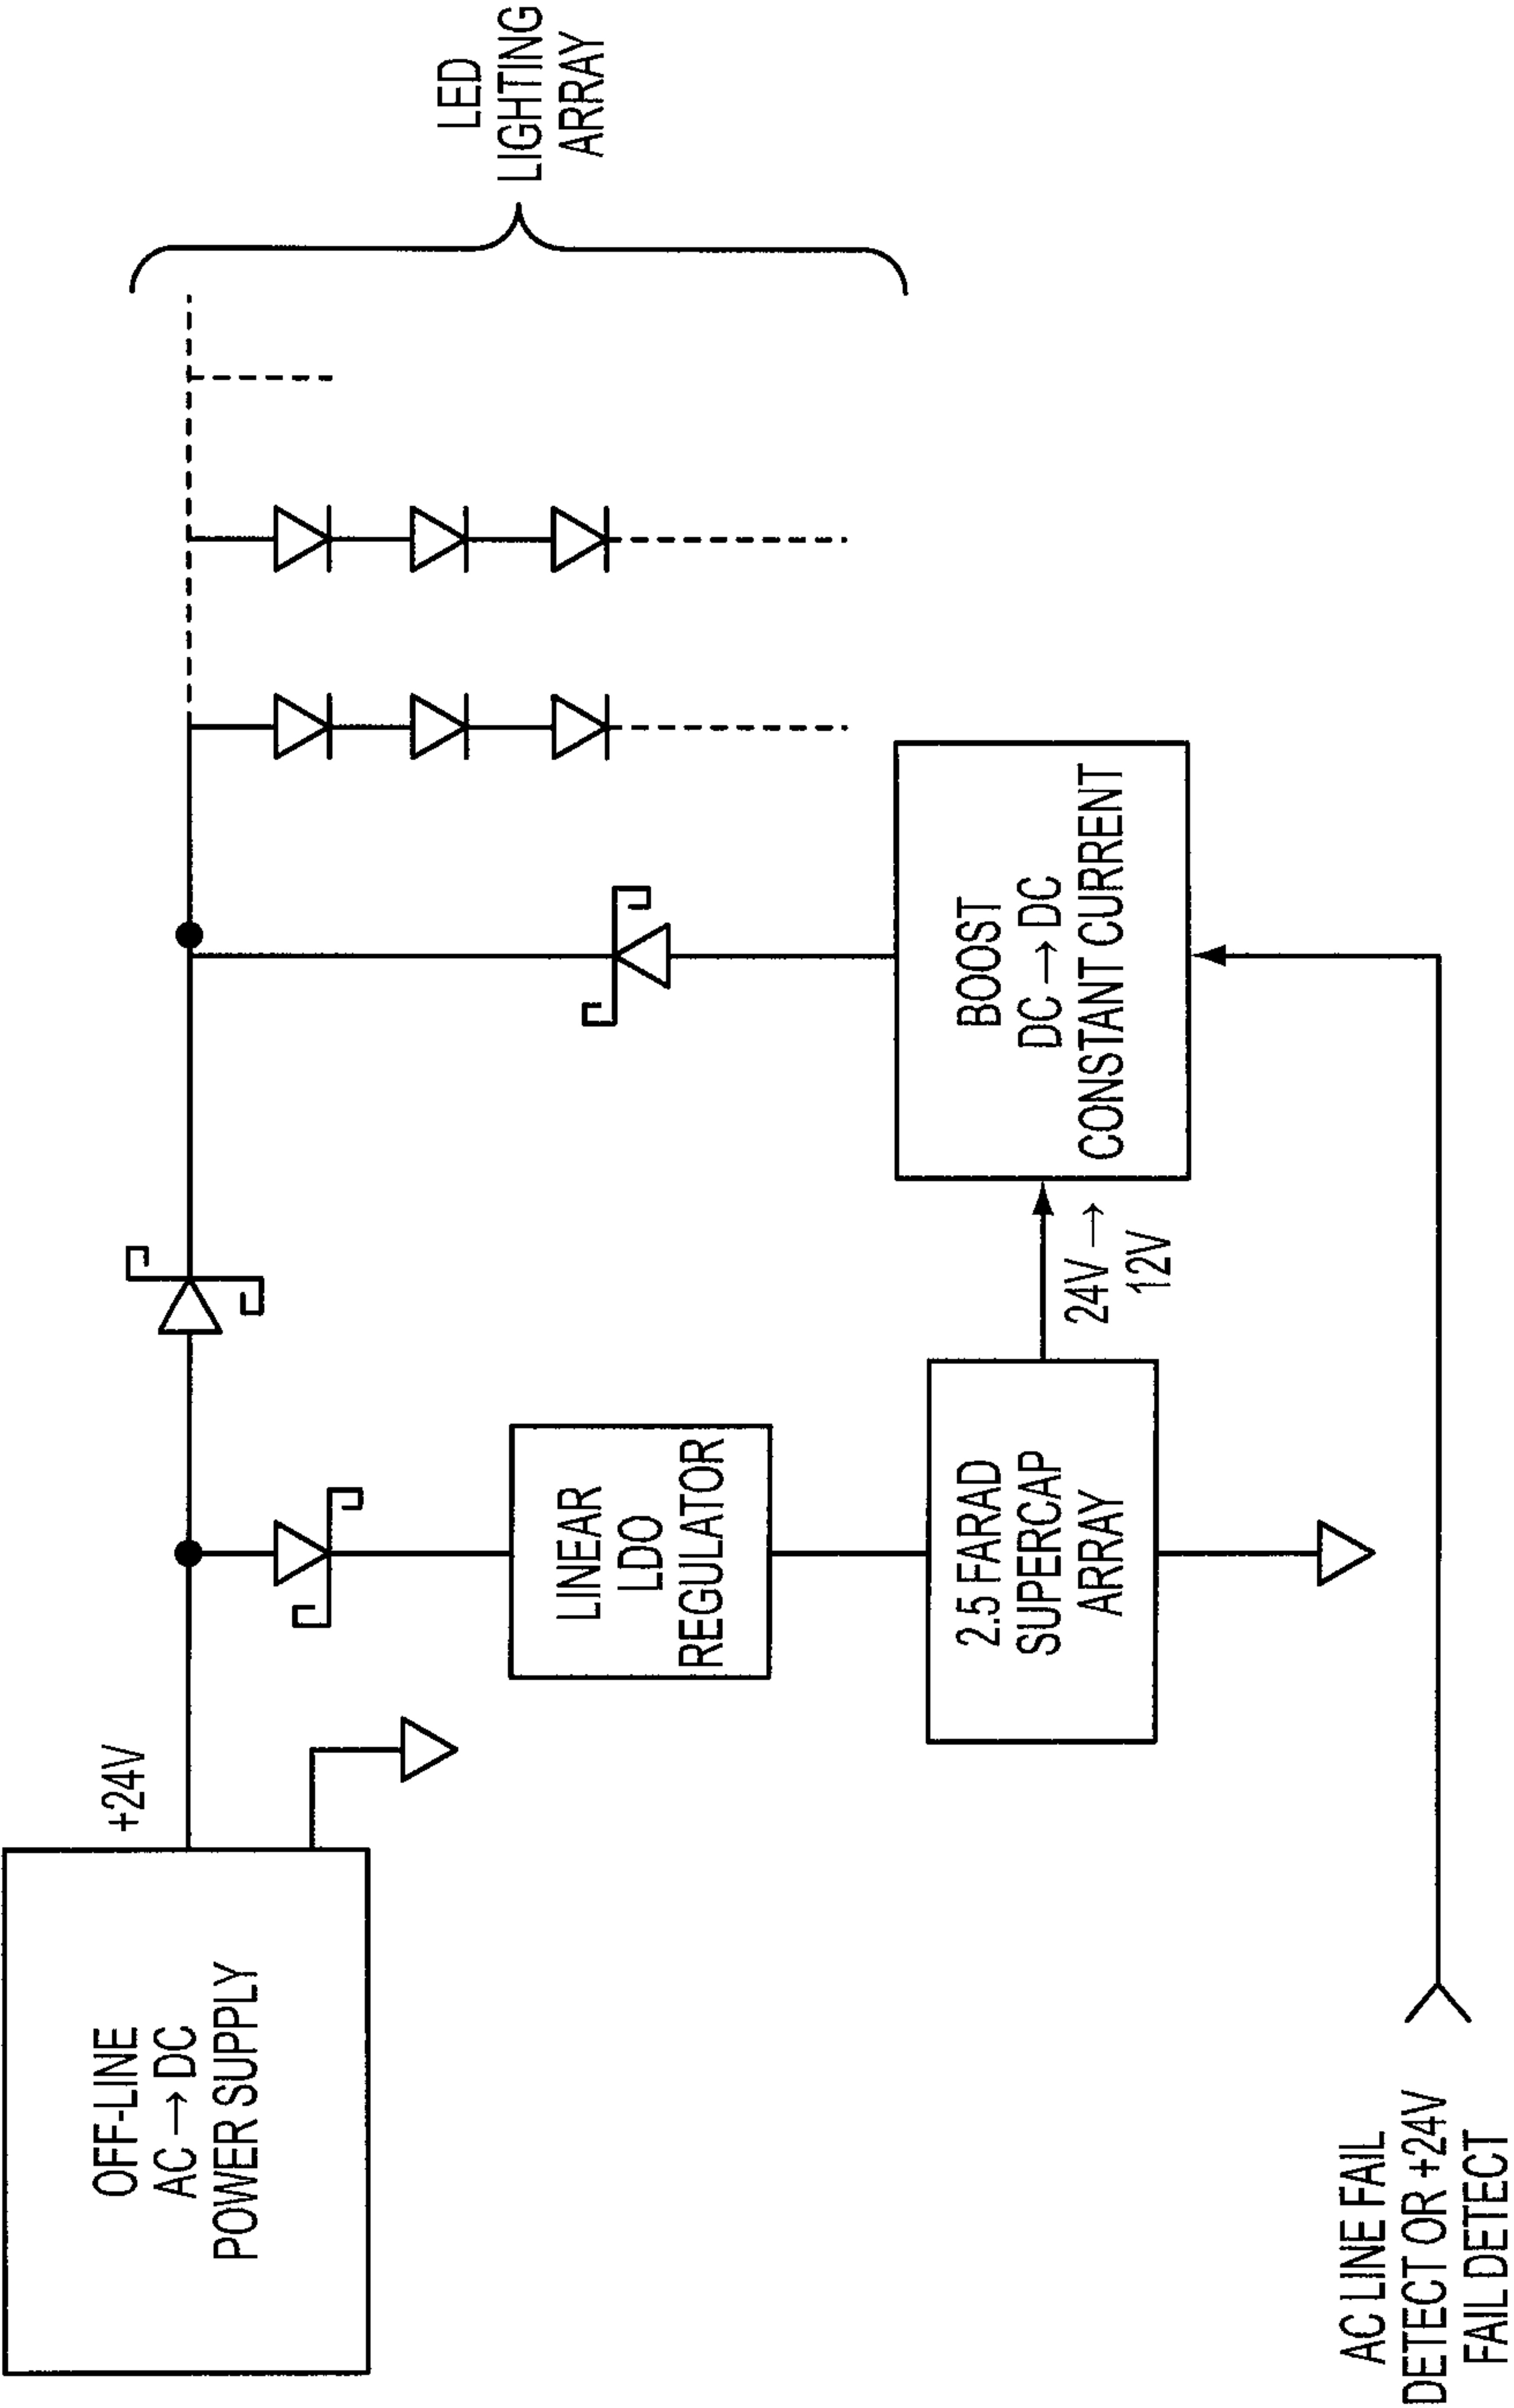 OFF-LINE
AC→DC
POWER SUPPLY
+24V
LINEAR
LDO
REGULATOR
2.5 FARAD
SUPERCAP
ARRAY
24V→
12V
BOOST
DC→DC
CONSTANT CURRENT
LED
LIGHTING
ARRAY
AC LINE FAIL
DETECT OR +24V
FAIL DETECT